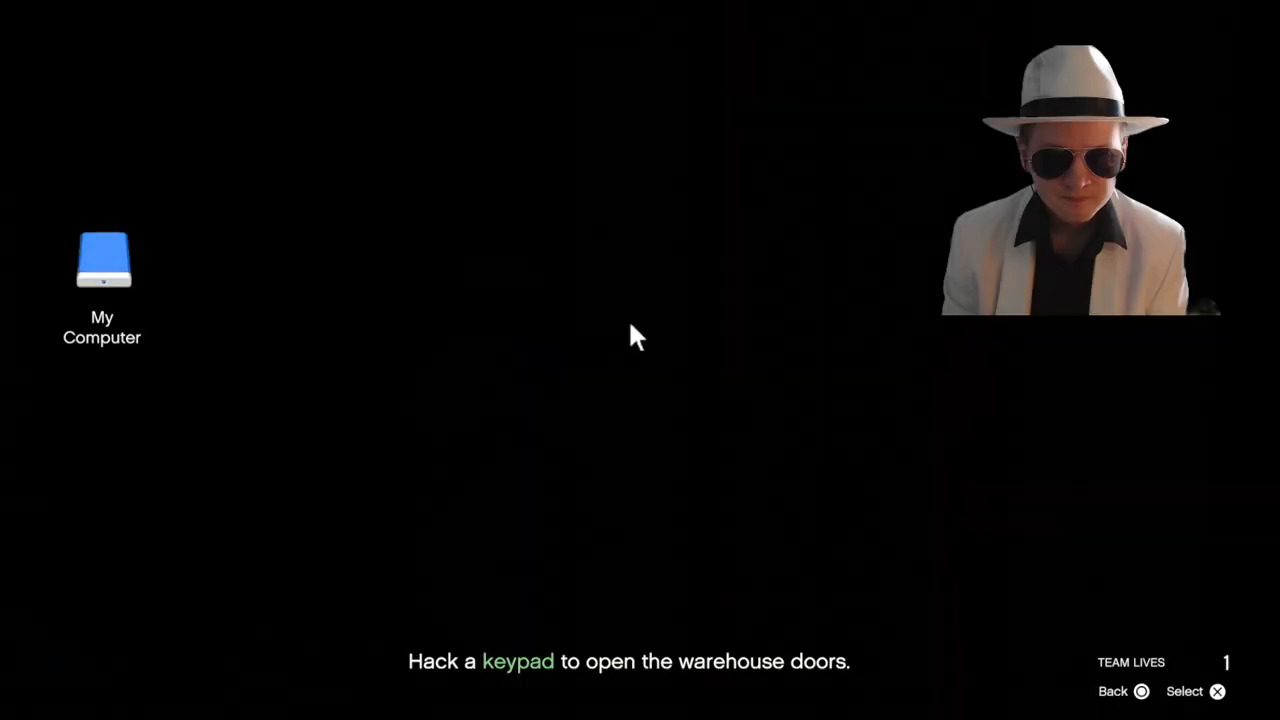 My
Computer
Hack a keypad to open the warehouse doors.
TEAM LIVES 1
Back Select